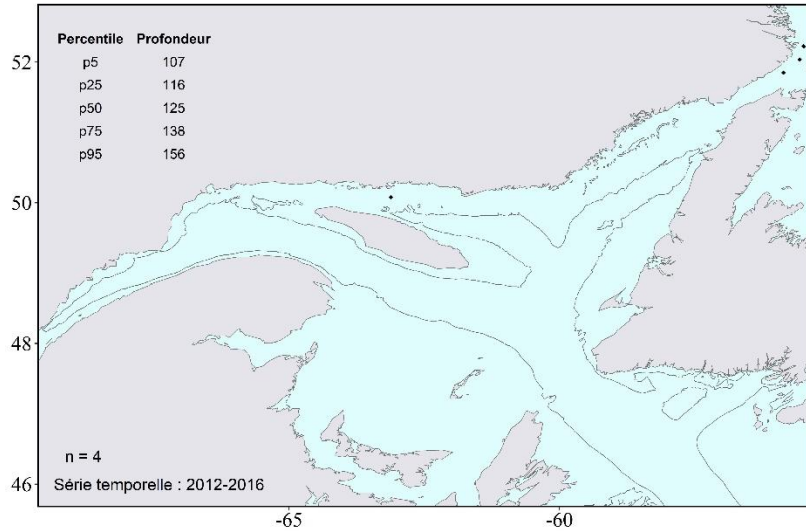 Percentile Profondeur
p5 107
p25 116
p50 125
p75 138
p95 156
52
50
48
46
n = 4
Série temporelle : 2012-2016
-65 -60